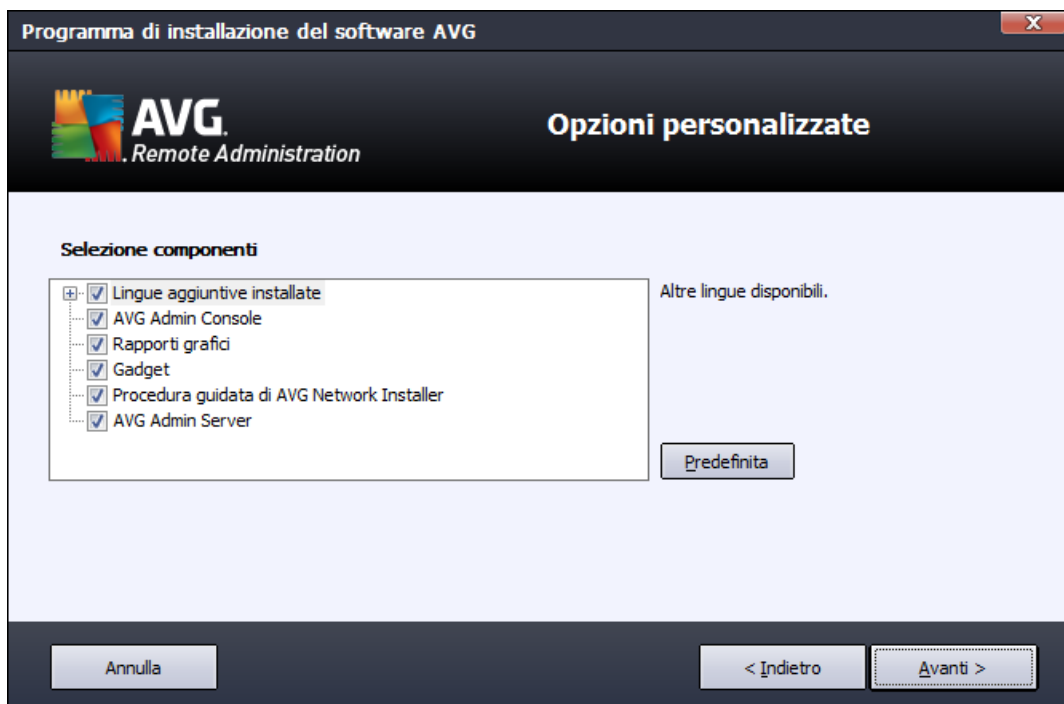 Programma di installazione del software AVG
X
AVG.
Remote Administration
Opzioni personalizzate
Selezione componenti
Lingue aggiuntive installate
AVG Admin Console
Rapporti grafici
Gadget
Procedura guidata di AVG Network Installer
AVG Admin Server
Altre lingue disponibili.
Predefinita
Annulla
< Indietro
Avanti >